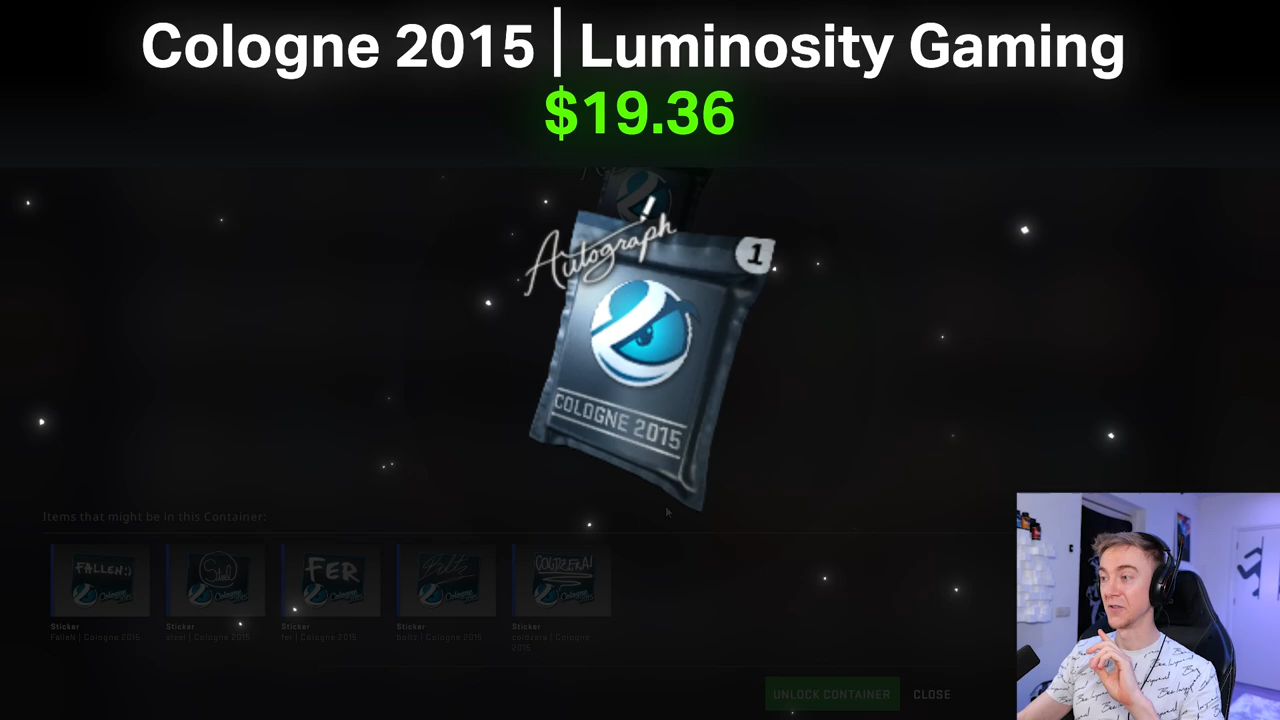 Cologne 2015 | Luminosity Gaming
$19.36
Autograph
1
COLOGNE 2015
Items that might be in this Container:
FALLEN:)
Steel
FER
Boltz
COLDZERA!
Sticker
FalleN | Cologne 2015
Sticker
steel | Cologne 2015
Sticker
fer | Cologne 2015
Sticker
boltz | Cologne 2015
Sticker
coldzera | Cologne
2015
UNLOCK CONTAINER
CLOSE